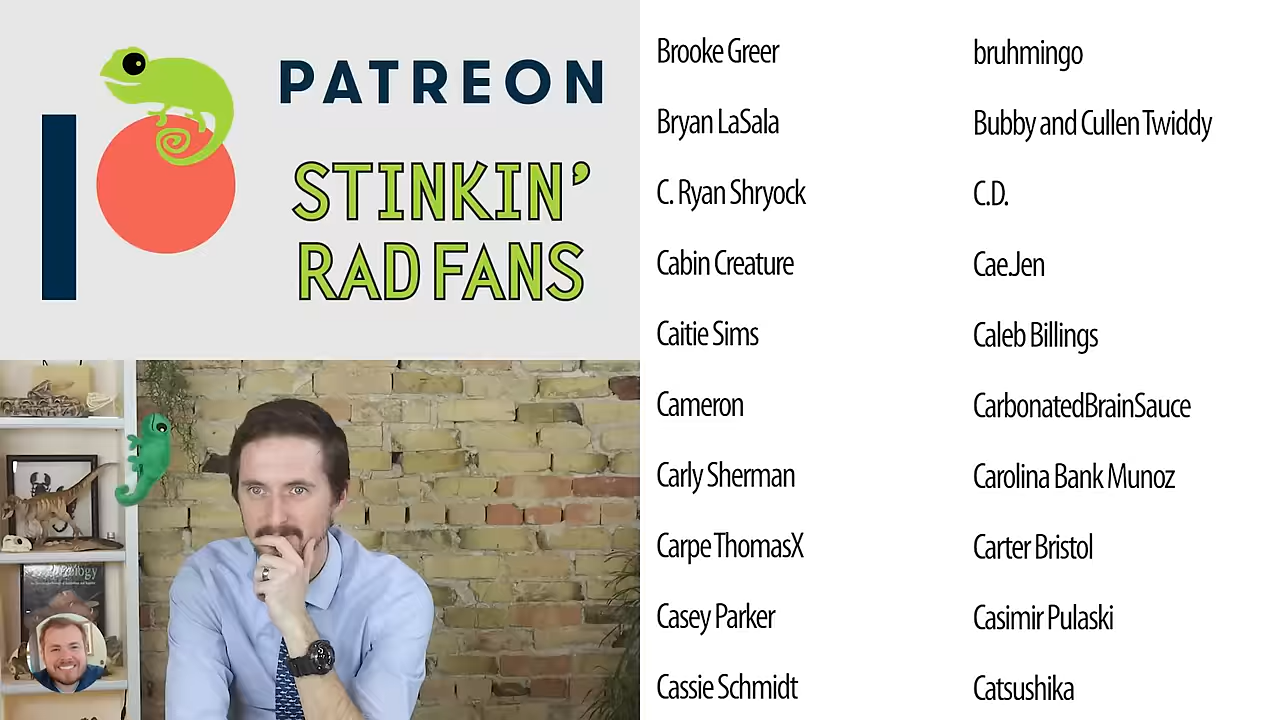 PATREON
STINKIN'
RAD FANS
Brooke Greer
bruhmingo
Bryan LaSala
Bubby and Cullen Twiddy
C. Ryan Shryock
C.D.
Cabin Creature
CaeJen
Caitie Sims
Caleb Billings
Cameron
CarbonatedBrainSauce
Carly Sherman
Carolina Bank Munoz
Carpe ThomasX
Carter Bristol
Casey Parker
Casimir Pulaski
Cassie Schmidt
Catsushika